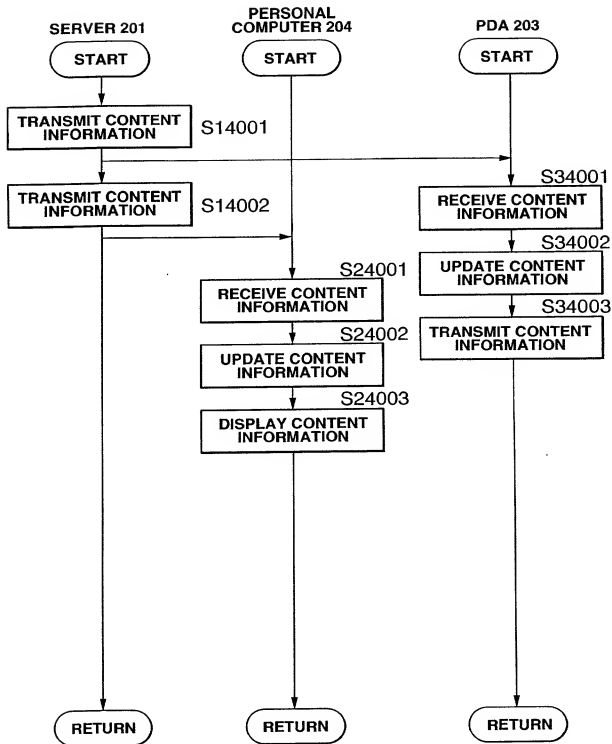 SERVER 201
PERSONAL
COMPUTER 204
PDA 203
START
START
START
TRANSMIT CONTENT
INFORMATION
S14001
TRANSMIT CONTENT
INFORMATION
S14002
S34001
RECEIVE CONTENT
INFORMATION
S34002
UPDATE CONTENT
INFORMATION
S34003
TRANSMIT CONTENT
INFORMATION
S24001
RECEIVE CONTENT
INFORMATION
S24002
UPDATE CONTENT
INFORMATION
S24003
DISPLAY CONTENT
INFORMATION
RETURN
RETURN
RETURN